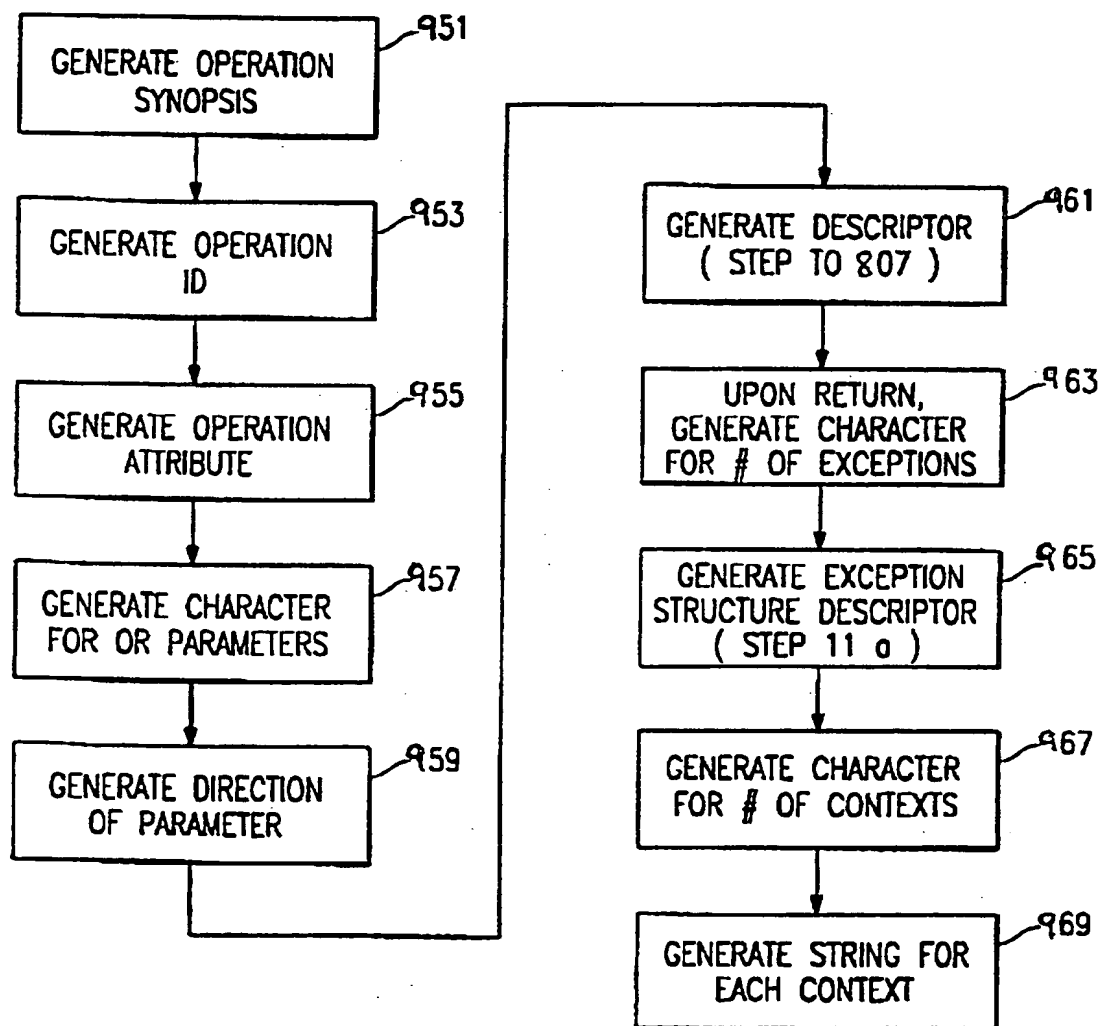 951
GENERATE OPERATION
SYNOPSIS
953
GENERATE OPERATION
ID
955
GENERATE OPERATION
ATTRIBUTE
957
GENERATE CHARACTER
FOR OR PARAMETERS
959
GENERATE DIRECTION
OF PARAMETER
961
GENERATE DESCRIPTOR
( STEP TO 807 )
963
UPON RETURN,
GENERATE CHARACTER
FOR # OF EXCEPTIONS
965
GENERATE EXCEPTION
STRUCTURE DESCRIPTOR
( STEP 11 a )
967
GENERATE CHARACTER
FOR # OF CONTEXTS
969
GENERATE STRING FOR
EACH CONTEXT